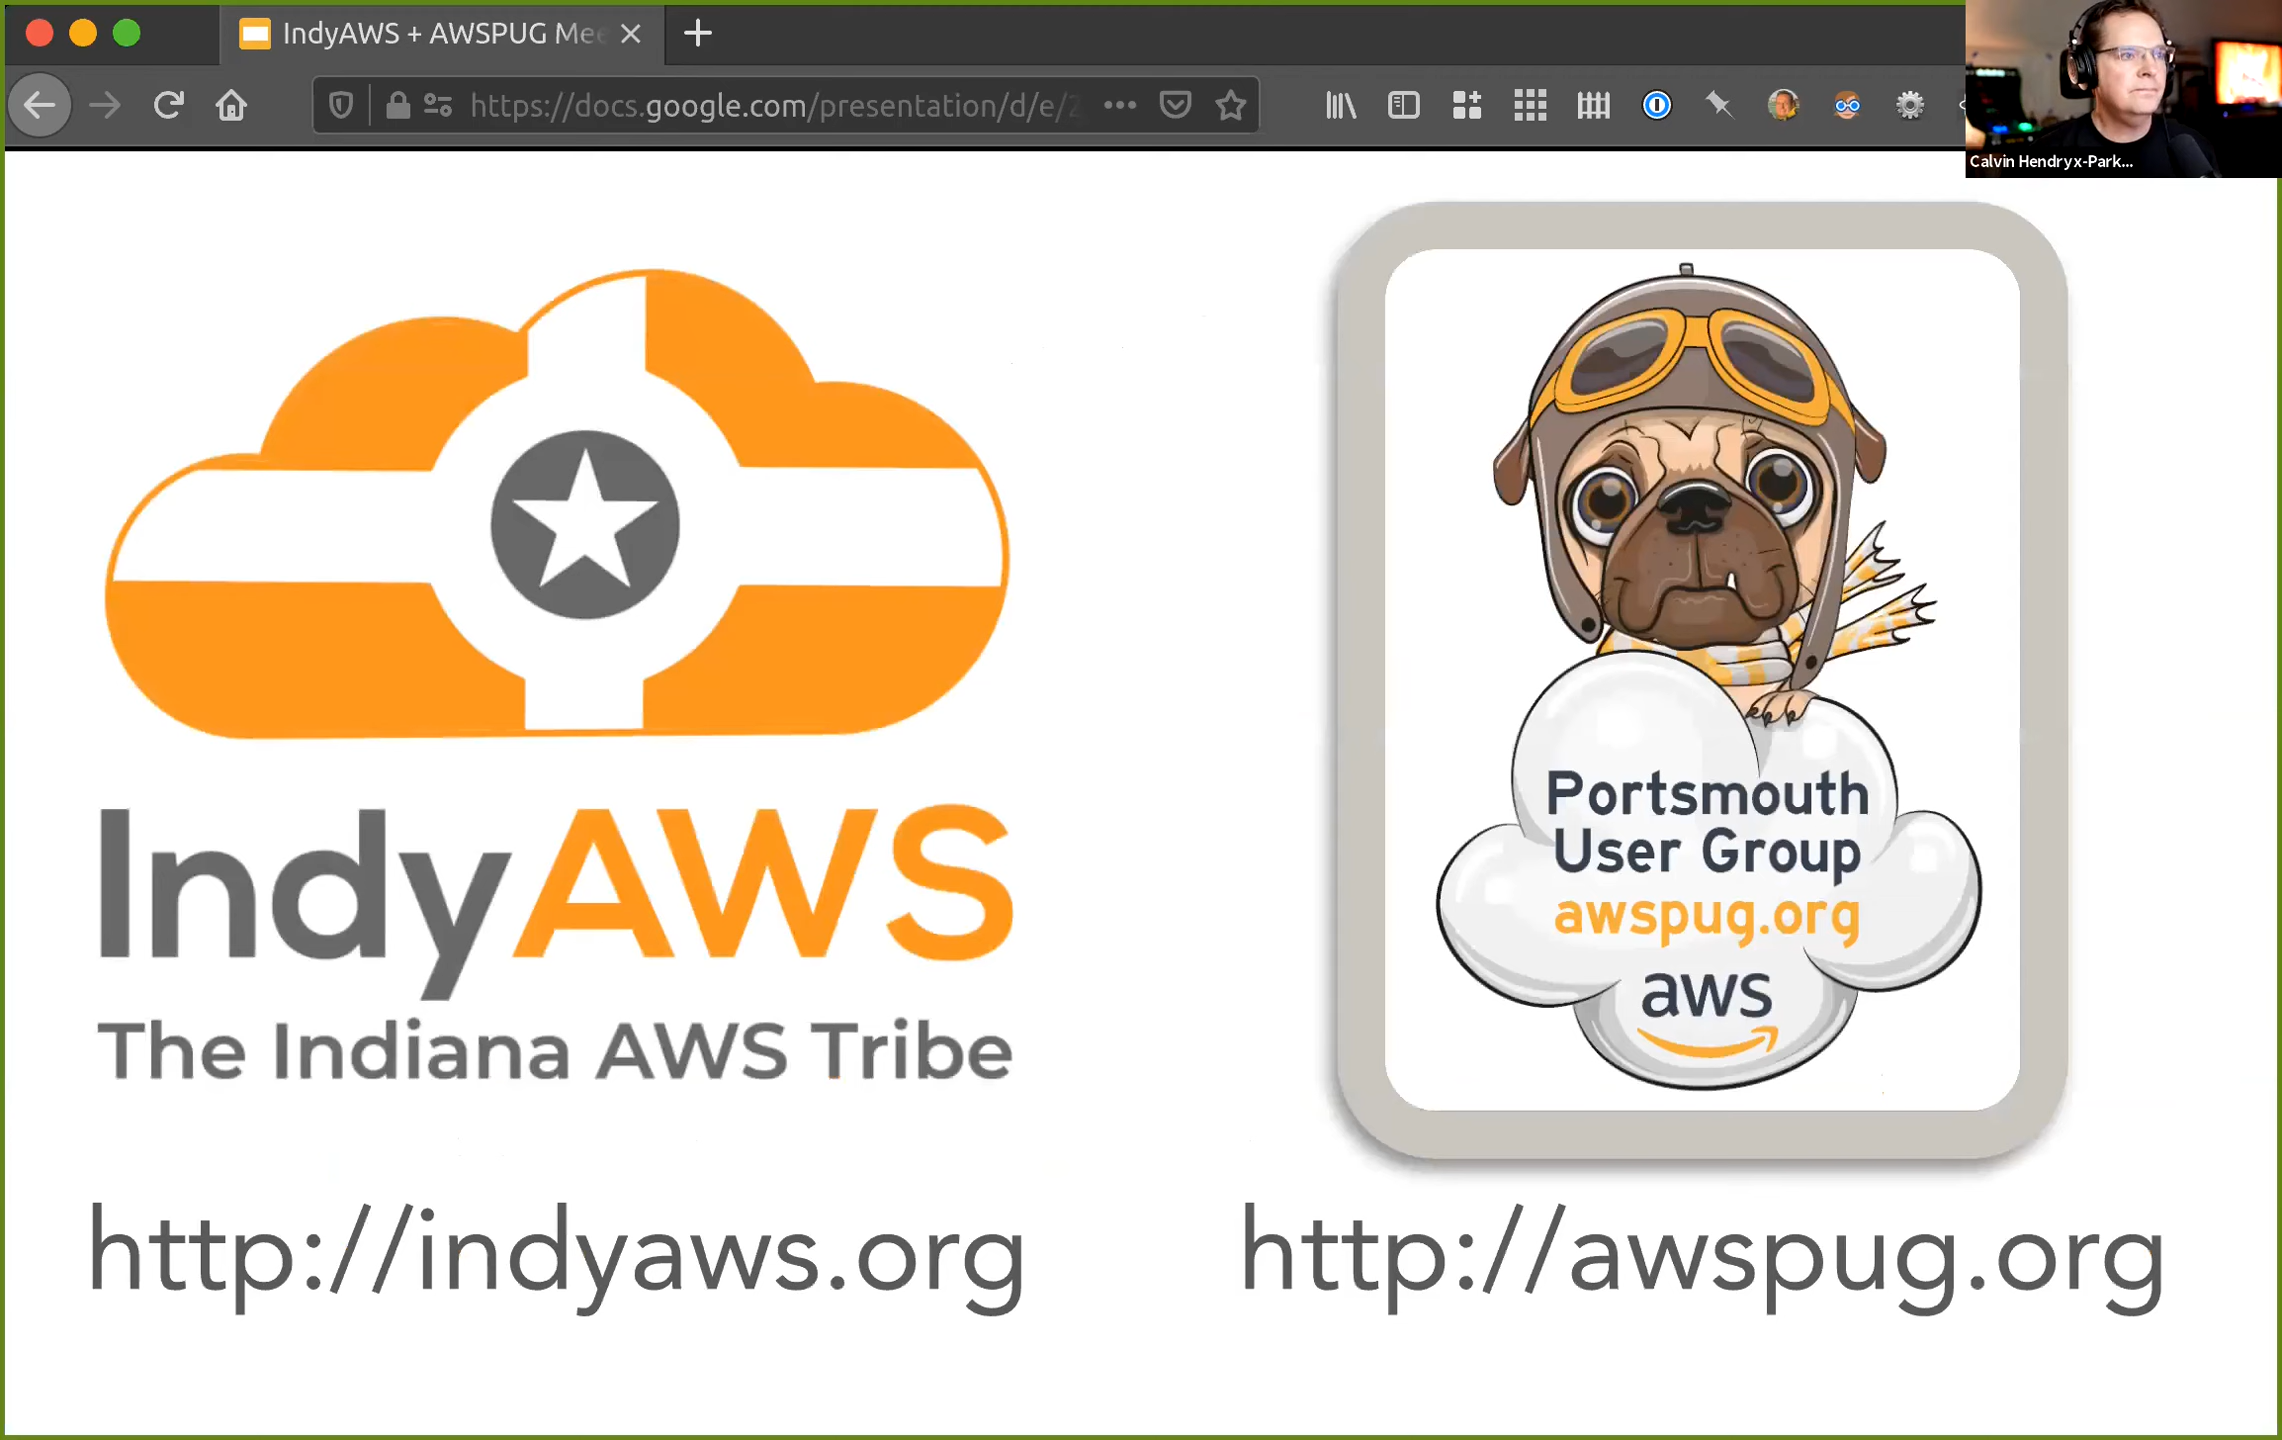 IndyAWS + AWSPUG Mee
https://docs.google.com/presentation/d/e/2
Calvin Hendryx-Park...
IndyAWS
The Indiana AWS Tribe
http://indyaws.org
Portsmouth
User Group
awspug.org
aws
http://awspug.org